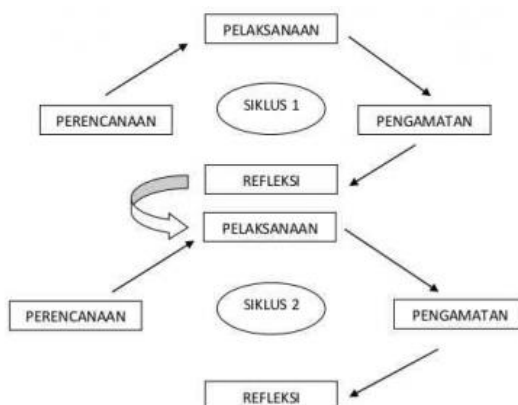 PELAKSANAAN
SIKLUS 1
PERENCANAAN
PENGAMATAN
REFLEKSI
PELAKSANAAN
SIKLUS 2
PERENCANAAN
PENGAMATAN
REFLEKSI